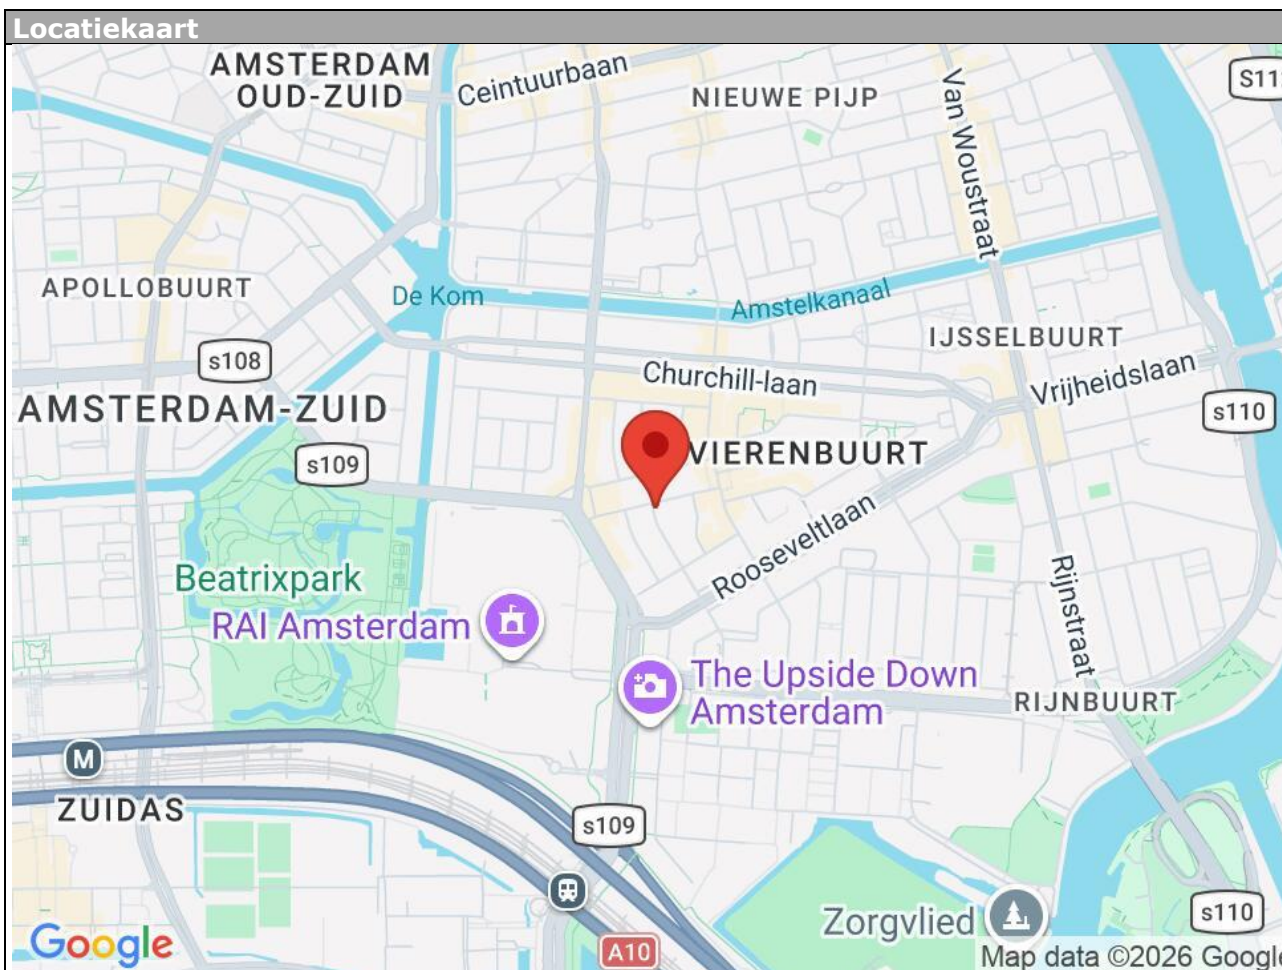 Locatiekaart
AMSTERDAM
OUD-ZUID
Ceintuurbaan
NIEUWE PIJP
Van Woustraat
S11
APOLLOBUURT
De Kom
Amstelkanaal
IJSSELBUURT
s108
Churchill-laan
Vrijheidslaan
AMSTERDAM-ZUID
s110
VIERENBUURT
s109
Rooseveltlaan
Beatrixpark
RAI Amsterdam
Rijnstraat
The Upside Down
Amsterdam
RIJNBUURT
M
ZUIDAS
s109
Zorgvlied
s110
Google
A10
Map data ©2026 Google